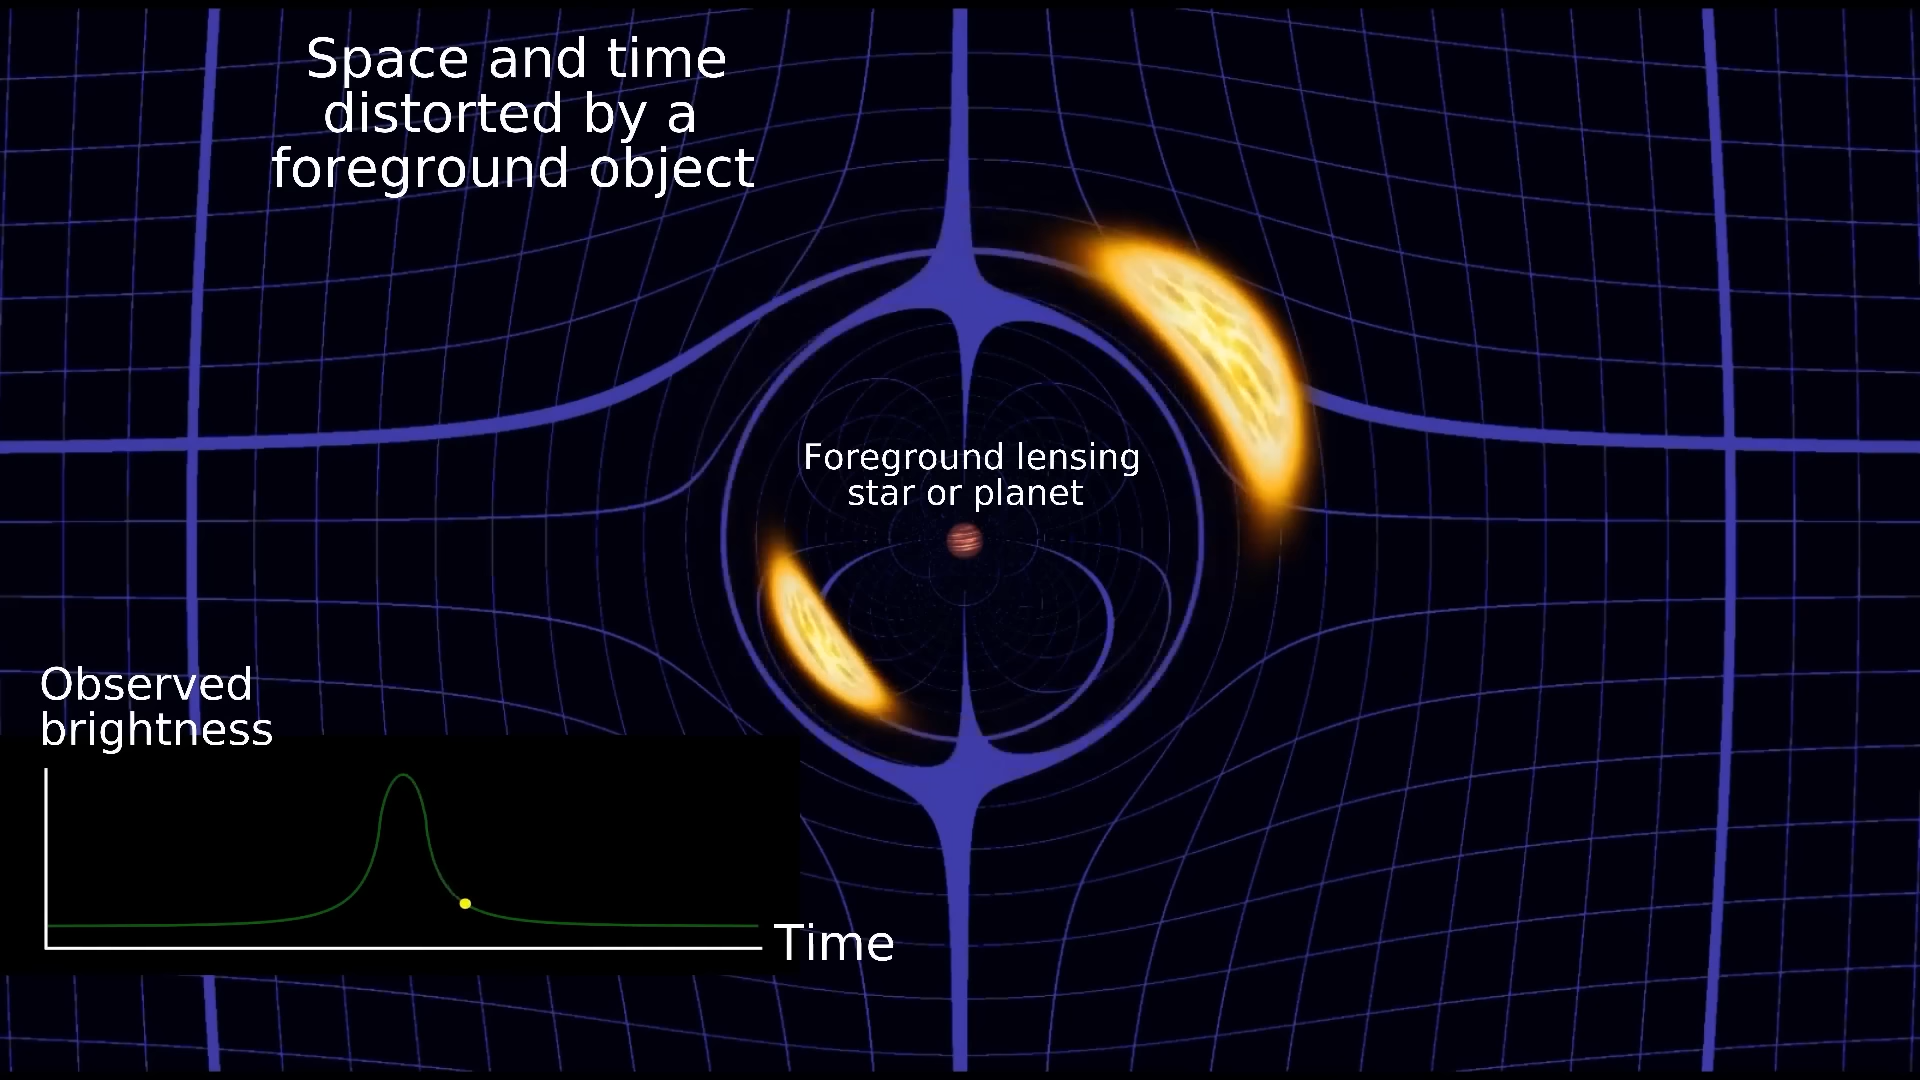 Space and time
distorted by a
foreground object
Foreground lensing
star or planet
Observed
brightness
Time